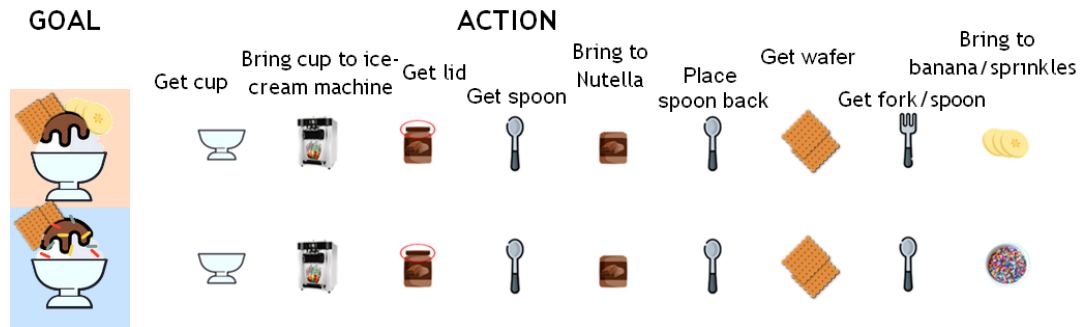 GOAL
ACTION
Get cup
Bring cup to ice-
cream machine
Get lid
Get spoon
Bring to
Nutella
Place
spoon back
Get wafer
Get fork/spoon
Bring to
banana/sprinkles